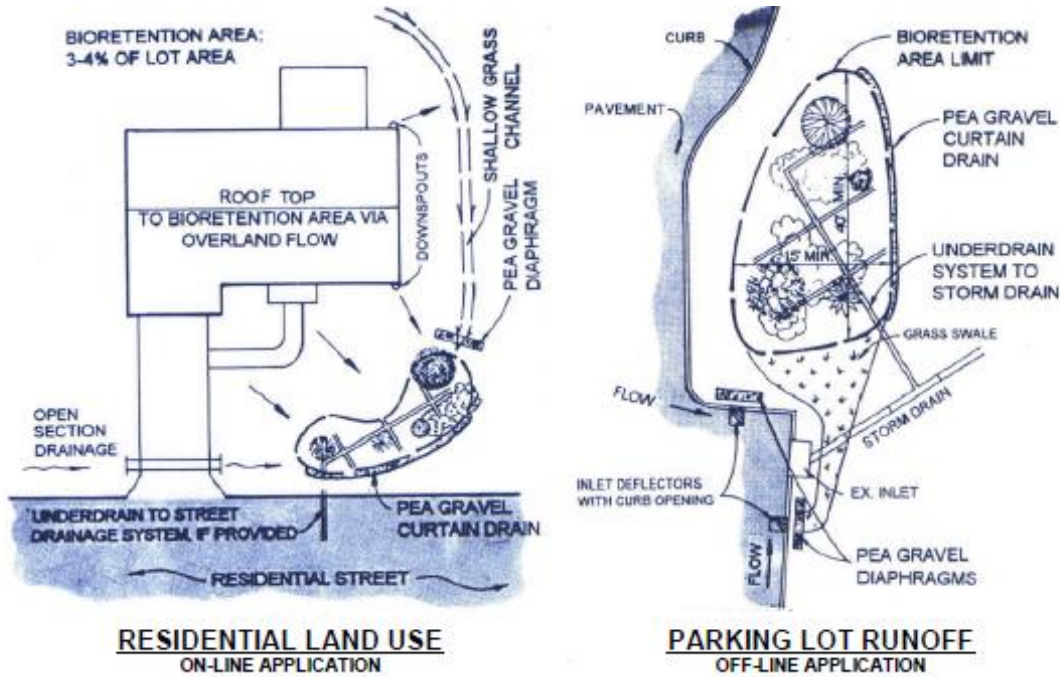 BIORETENTION AREA:
3-4% OF LOT AREA
ROOF TOP
TO BIORETENTION AREA VIA
OVERLAND FLOW
DOWNSPOUTS
SHALLOW GRASS
CHANNEL
PEA GRAVEL
DIAPHRAGM
OPEN
SECTION
DRAINAGE
UNDERDRAIN TO STREET
DRAINAGE SYSTEM, IF PROVIDED
PEA GRAVEL
CURTAIN DRAIN
RESIDENTIAL STREET
RESIDENTIAL LAND USE
ON-LINE APPLICATION
CURB
PAVEMENT
BIORETENTION
AREA LIMIT
PEA GRAVEL
CURTAIN
DRAIN
40' MIN.
15' MIN.
UNDERDRAIN
SYSTEM TO
STORM DRAIN
GRASS SWALE
FLOW
STORM DRAIN
INLET DEFLECTORS
WITH CURB OPENING
EX. INLET
FLOW
PEA GRAVEL
DIAPHRAGMS
PARKING LOT RUNOFF
OFF-LINE APPLICATION